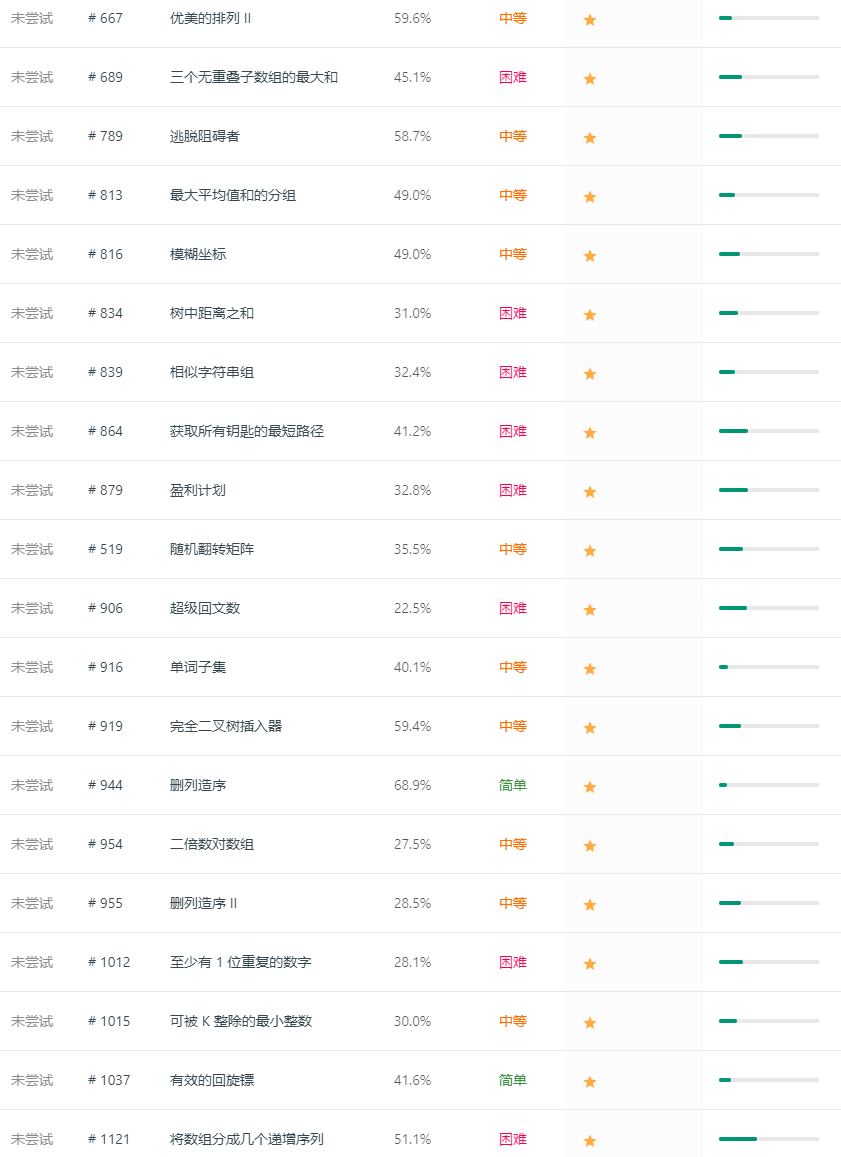 未尝试 # 667 优美的排列 II 59.6% 中等
未尝试 # 689 三个无重叠子数组的最大和 45.1% 困难
未尝试 # 789 逃脱阻碍者 58.7% 中等
未尝试 # 813 最大平均值和的分组 49.0% 中等
未尝试 # 816 模糊坐标 49.0% 中等
未尝试 # 834 树中距离之和 31.0% 困难
未尝试 # 839 相似字符串组 32.4% 困难
未尝试 # 864 获取所有钥匙的最短路径 41.2% 困难
未尝试 # 879 盈利计划 32.8% 困难
未尝试 # 519 随机翻转矩阵 35.5% 中等
未尝试 # 906 超级回文数 22.5% 困难
未尝试 # 916 单词子集 40.1% 中等
未尝试 # 919 完全二叉树插入器 59.4% 中等
未尝试 # 944 删列造序 68.9% 简单
未尝试 # 954 二倍数对数组 27.5% 中等
未尝试 # 955 删列造序 II 28.5% 中等
未尝试 # 1012 至少有 1 位重复的数字 28.1% 困难
未尝试 # 1015 可被 K 整除的最小整数 30.0% 中等
未尝试 # 1037 有效的回旋镖 41.6% 简单
未尝试 # 1121 将数组分成几个递增序列 51.1% 困难